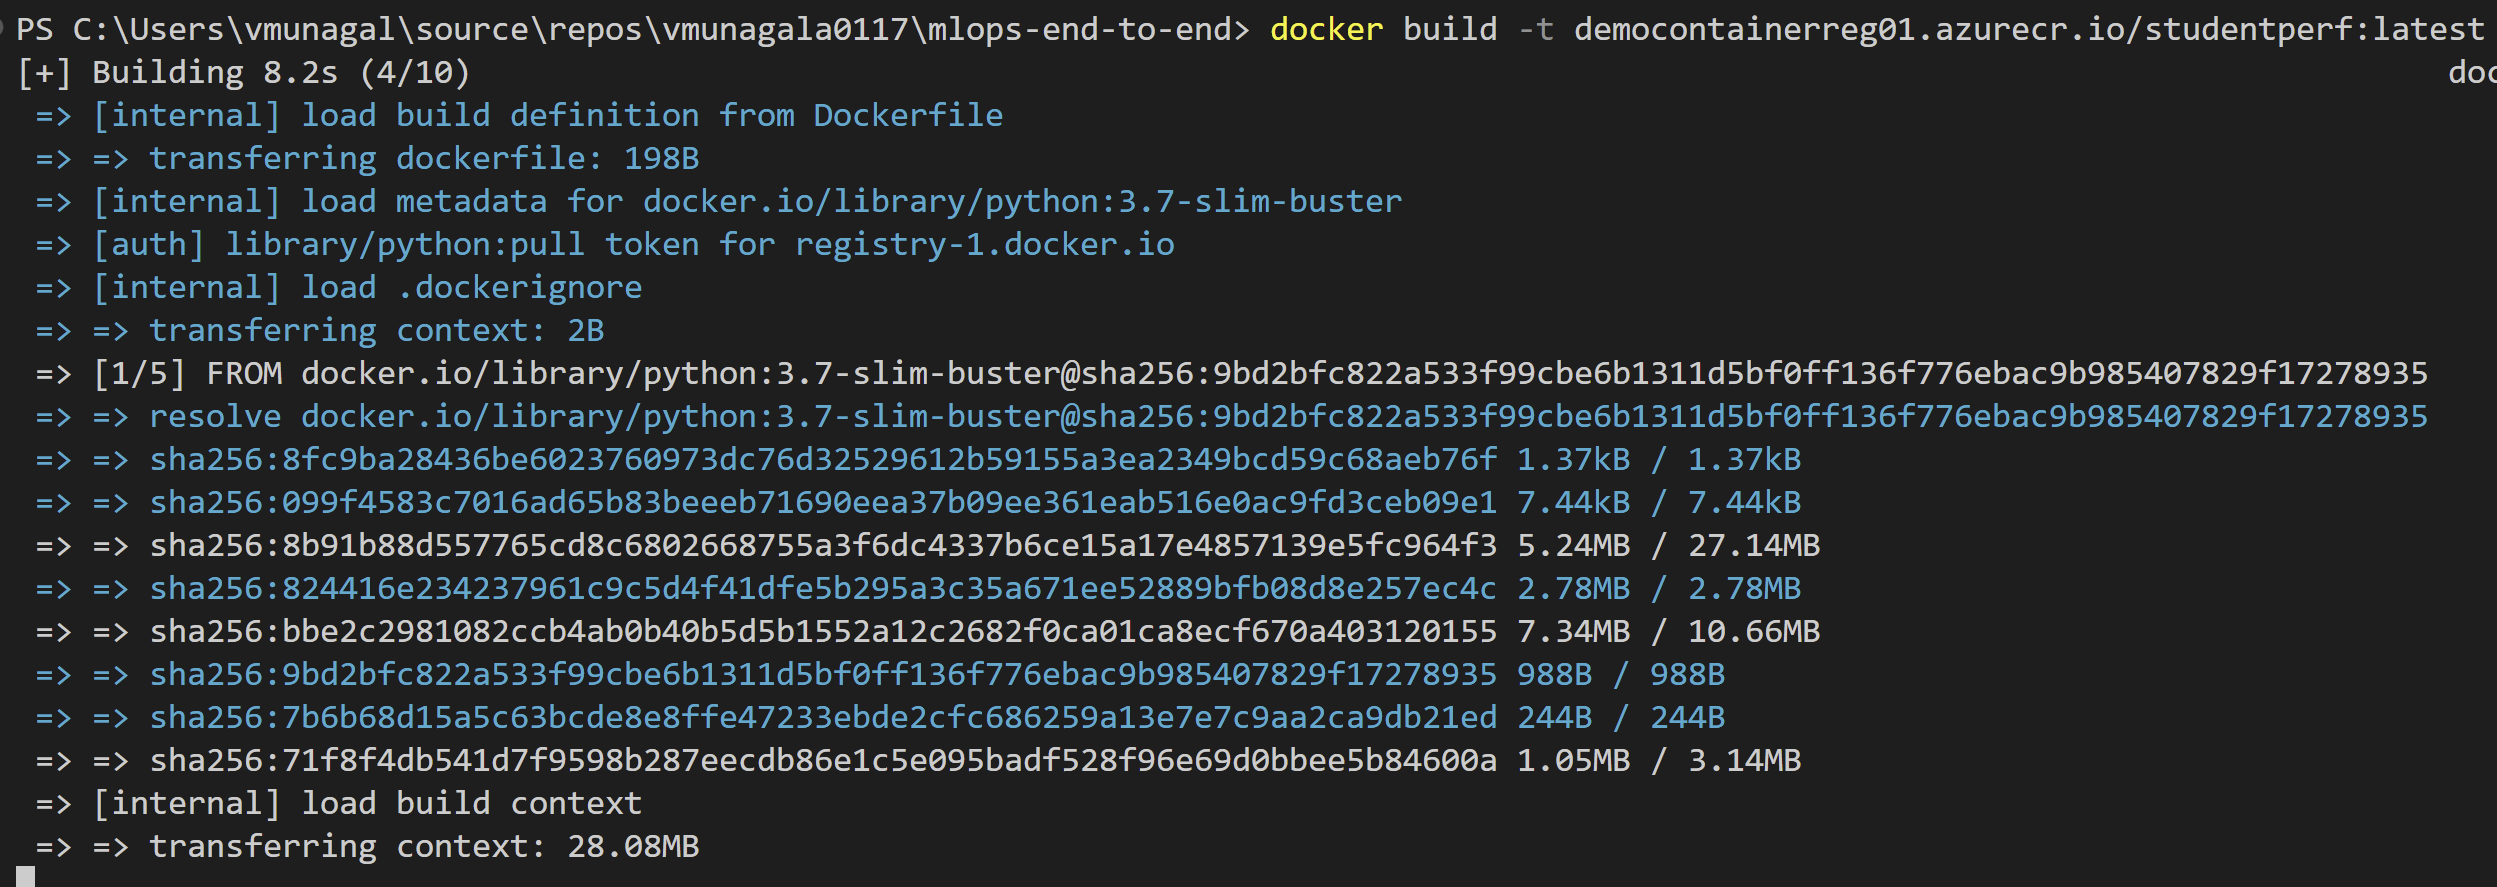 PS C:\Users\vmunagal\source\repos\vmunagala0117\mlops-end-to-end> docker build -t democontainerreg01.azurecr.io/studentperf:latest
[+] Building 8.2s (4/10) doc
=> [internal] load build definition from Dockerfile
=> => transferring dockerfile: 198B
=> [internal] load metadata for docker.io/library/python:3.7-slim-buster
=> [auth] library/python:pull token for registry-1.docker.io
=> [internal] load .dockerignore
=> => transferring context: 2B
=> [1/5] FROM docker.io/library/python:3.7-slim-buster@sha256:9bd2bfc822a533f99cbe6b1311d5bf0ff136f776ebac9b985407829f17278935
=> => resolve docker.io/library/python:3.7-slim-buster@sha256:9bd2bfc822a533f99cbe6b1311d5bf0ff136f776ebac9b985407829f17278935
=> => sha256:8fc9ba28436be6023760973dc76d32529612b59155a3ea2349bcd59c68aeb76f 1.37kB / 1.37kB
=> => sha256:099f4583c7016ad65b83beeeb71690eea37b09ee361eab516e0ac9fd3ceb09e1 7.44kB / 7.44kB
=> => sha256:8b91b88d557765cd8c6802668755a3f6dc4337b6ce15a17e4857139e5fc964f3 5.24MB / 27.14MB
=> => sha256:824416e234237961c9c5d4f41dfe5b295a3c35a671ee52889bfb08d8e257ec4c 2.78MB / 2.78MB
=> => sha256:bbe2c2981082ccb4ab0b40b5d5b1552a12c2682f0ca01ca8ecf670a403120155 7.34MB / 10.66MB
=> => sha256:9bd2bfc822a533f99cbe6b1311d5bf0ff136f776ebac9b985407829f17278935 988B / 988B
=> => sha256:7b6b68d15a5c63bcde8e8ffe47233ebde2cfc686259a13e7e7c9aa2ca9db21ed 244B / 244B
=> => sha256:71f8f4db541d7f9598b287eecdb86e1c5e095badf528f96e69d0bbee5b84600a 1.05MB / 3.14MB
=> [internal] load build context
=> => transferring context: 28.08MB